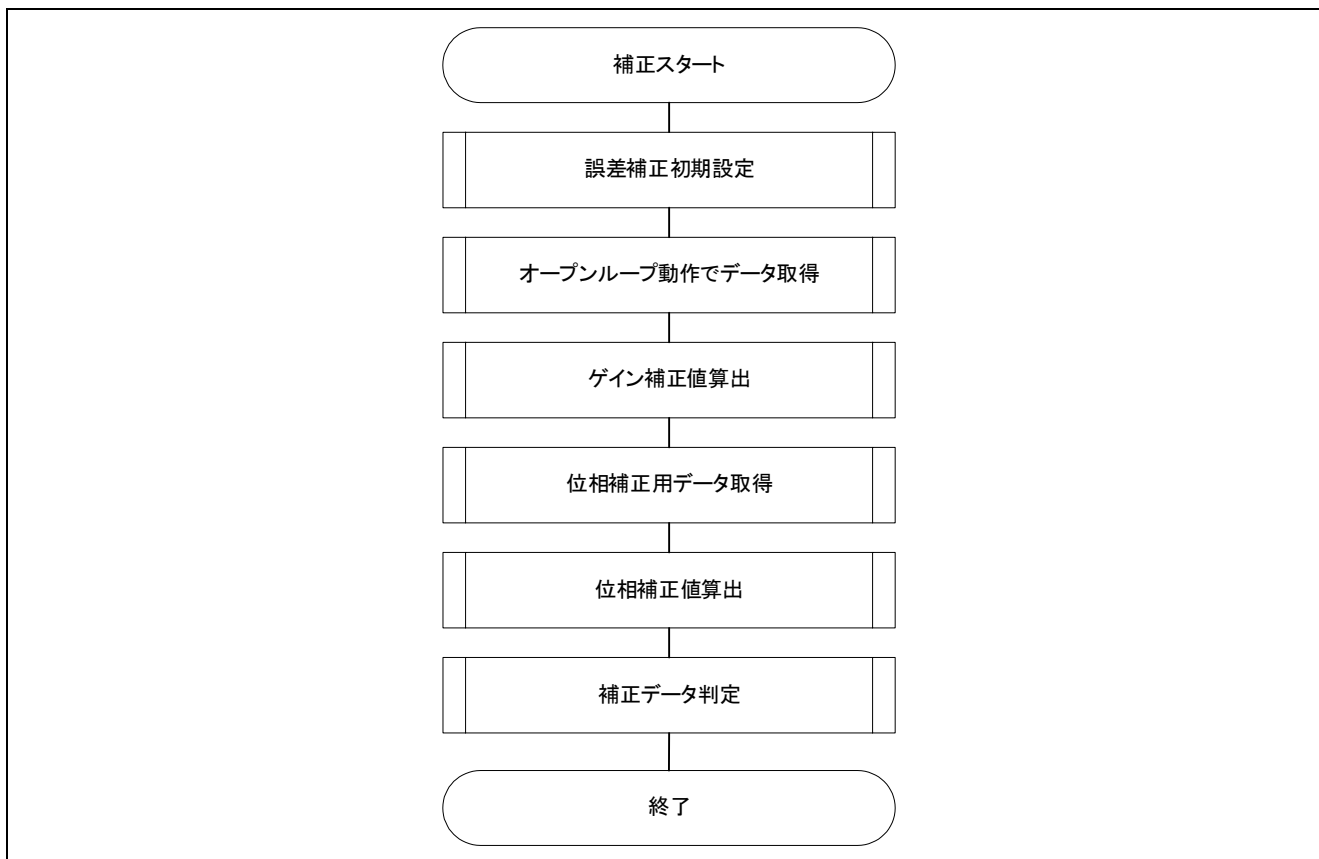 補正スタート
誤差補正初期設定
オープンループ動作でデータ取得
ゲイン補正値算出
位相補正用データ取得
位相補正値算出
補正データ判定
終了